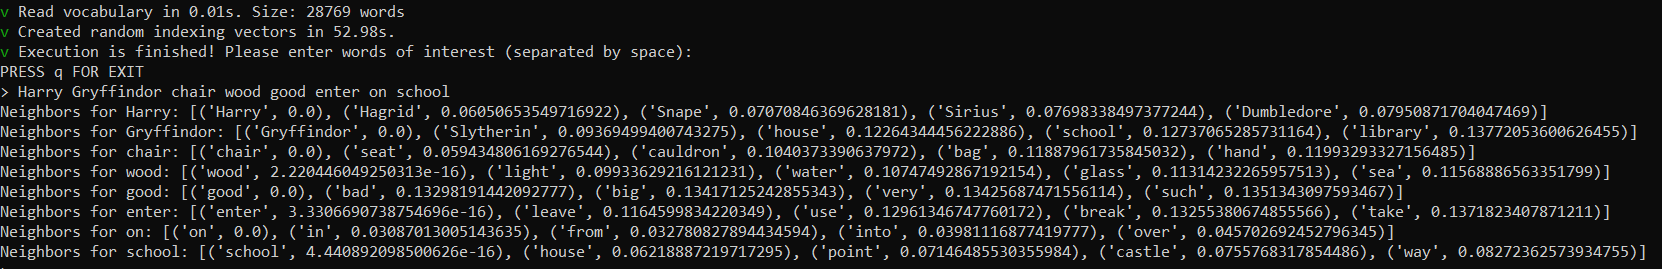 v Read vocabulary in 0.01s. Size: 28769 words
v Created random indexing vectors in 52.98s.
v Execution is finished! Please enter words of interest (separated by space):
PRESS q FOR EXIT
> Harry Gryffindor chair wood good enter on school
Neighbors for Harry: [('Harry', 0.0), ('Hagrid', 0.06050653549716922), ('Snape', 0.07070846369628181), ('Sirius', 0.07698338497377244), ('Dumbledore', 0.07950871704047469)]
Neighbors for Gryffindor: [('Gryffindor', 0.0), ('Slytherin', 0.09369499400743275), ('house', 0.12264344456222886), ('school', 0.12737065285731164), ('library', 0.13772053600626455)]
Neighbors for chair: [('chair', 0.0), ('seat', 0.059434806169276544), ('cauldron', 0.1040373390637972), ('bag', 0.11887961735845032), ('hand', 0.11993293327156485)]
Neighbors for wood: [('wood', 2.220446049250313e-16), ('light', 0.09933629216121231), ('water', 0.10747492867192154), ('glass', 0.11314232265957513), ('sea', 0.11568886563351799)]
Neighbors for good: [('good', 0.0), ('bad', 0.13298191442092777), ('big', 0.13417125242855343), ('very', 0.13425687471556114), ('such', 0.1351343097593467)]
Neighbors for enter: [('enter', 3.3306690738754696e-16), ('leave', 0.1164599834220349), ('use', 0.12961346747760172), ('break', 0.13255380674855566), ('take', 0.1371823407871211)]
Neighbors for on: [('on', 0.0), ('in', 0.03087013005143635), ('from', 0.032780827894434594), ('into', 0.03981116877419777), ('over', 0.045702692452796345)]
Neighbors for school: [('school', 4.440892098500626e-16), ('house', 0.06218887219717295), ('point', 0.07146485530355984), ('castle', 0.0755768317854486), ('way', 0.08272362573934755)]